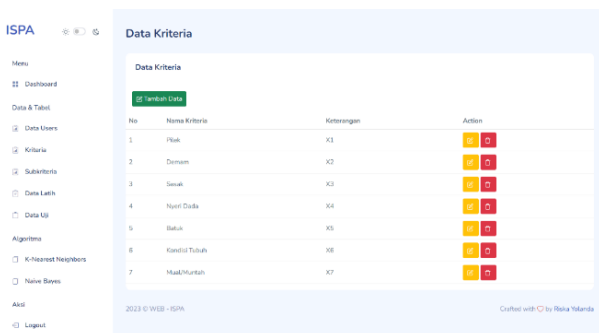 ISPA
Menu
Dashboard
Data & Tabel
Data Users
Kriteria
Subkriteria
Data Latih
Data Uji
Algoritma
K-Nearest Neighbors
Naive Bayes
Aksi
Logout
Data Kriteria
Data Kriteria
Tambah Data
No Nama Kriteria Keterangan Action
1 Pilek X1
2 Demam X2
3 Sesak X3
4 Nyeri Dada X4
5 Batuk X5
6 Kondisi Tubuh X6
7 Mual/Muntah X7
2023 © WEB - ISPA
Crafted with by Riska Yolanda